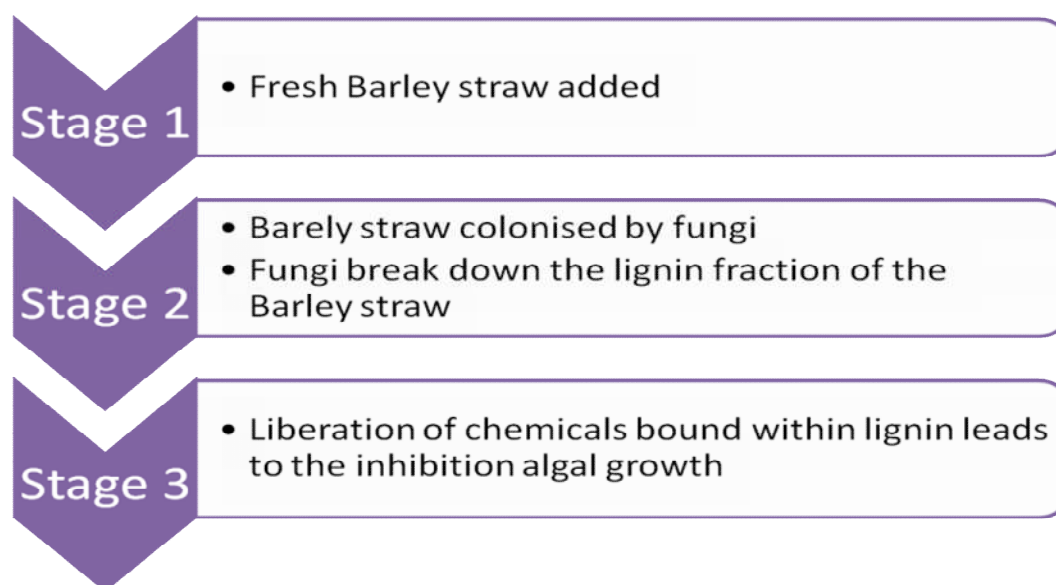 Stage 1
• Fresh Barley straw added
Stage 2
• Barely straw colonised by fungi
• Fungi break down the lignin fraction of the
Barley straw
Stage 3
• Liberation of chemicals bound within lignin leads
to the inhibition algal growth